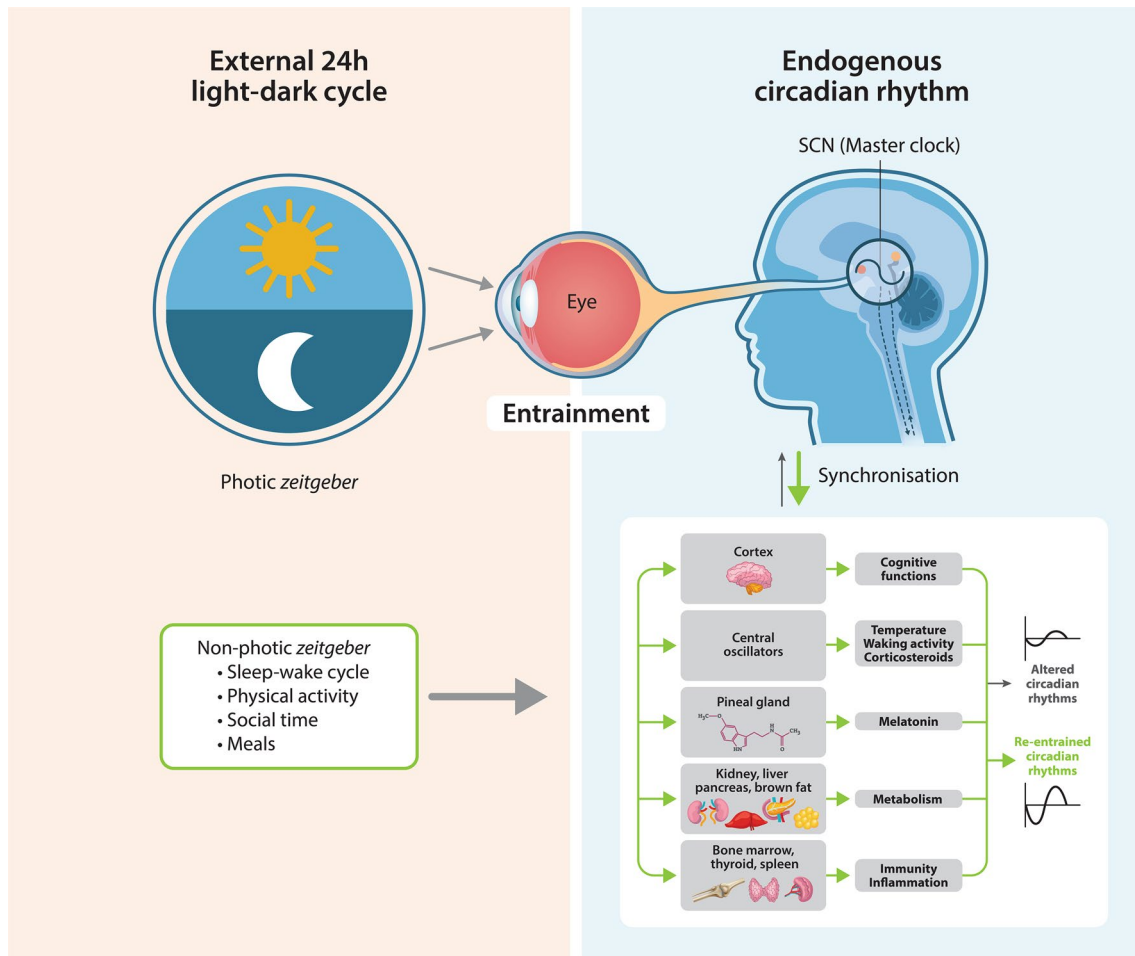 External 24h
light-dark cycle
Endogenous
circadian rhythm
SCN (Master clock)
Eye
Entrainment
Photic zeitgeber
Synchronisation
Non-photic zeitgeber
• Sleep-wake cycle
• Physical activity
• Social time
• Meals
Cortex
Cognitive
functions
Central
oscillators
Temperature
Waking activity
Corticosteroids
Pineal gland
H₃C
O
HN
H
N
O
CH₃
Melatonin
Kidney, liver
pancreas, brown fat
Metabolism
Bone marrow,
thyroid, spleen
Immunity
Inflammation
Altered
circadian
rhythms
Re-entrained
circadian
rhythms